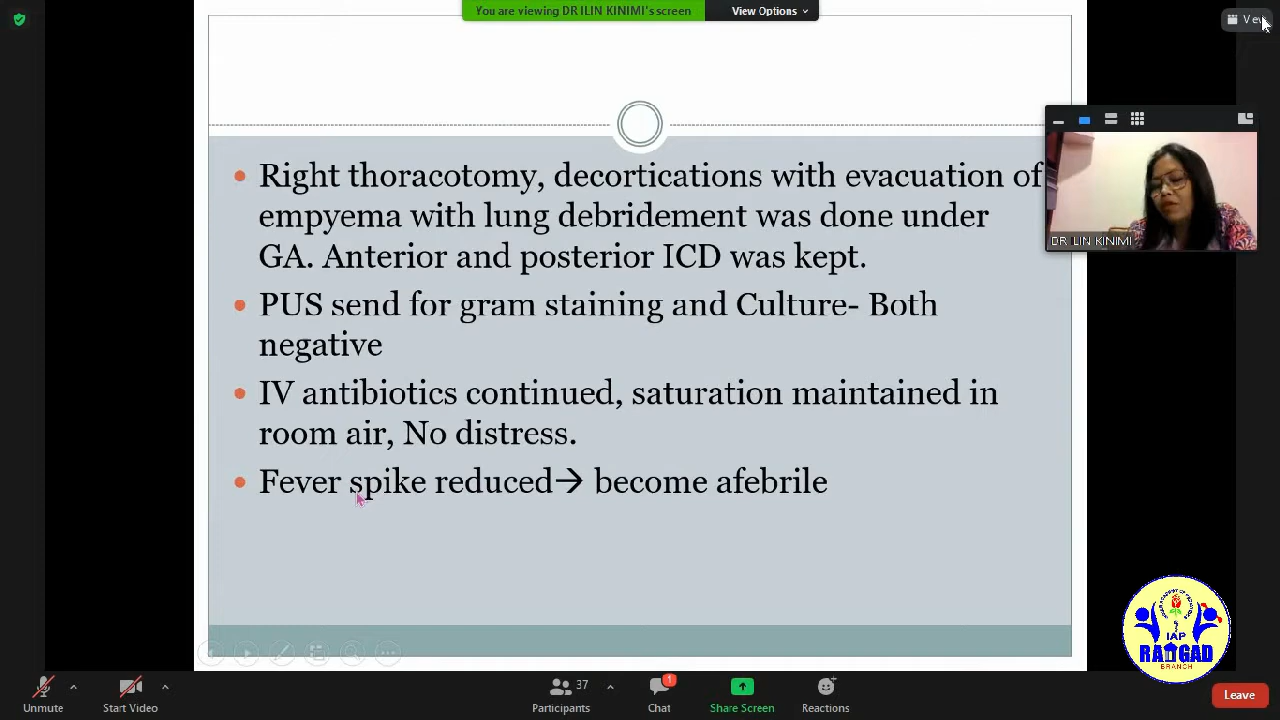 You are viewing DR ILIN KINIMI's screen
View Options
Right thoracotomy, decortications with evacuation of
empyema with lung debridement was done under
GA. Anterior and posterior ICD was kept.
PUS send for gram staining and Culture- Both
negative
IV antibiotics continued, saturation maintained in
room air, No distress.
Fever spike reduced→ become afebrile
IAP
RAIGAD
BRANCH
Unmute
Start Video
37
Participants
1
Chat
Share Screen
Reactions
Leave